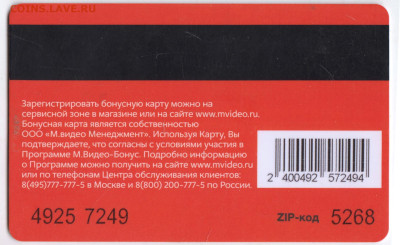 COINS.LAVE.RU
Зарегистрировать бонусную карту можно на
сервисной зоне в магазине или на сайте www.mvideo.ru.
Бонусная карта является собственностью
ООО «М.видео Менеджмент». Используя Карту, Вы
подтверждаете, что согласны с условиями участия в
Программе М.Видео-Бонус. Подробно информацию
о Программе можно на сайте www.mvideo.ru
или по телефонам Центра обслуживания клиентов:
8(495)777-777-5 в Москве и 8(800) 200-777-5 по России.
2 400492 572494
4925 7249
ZIP-код 5268